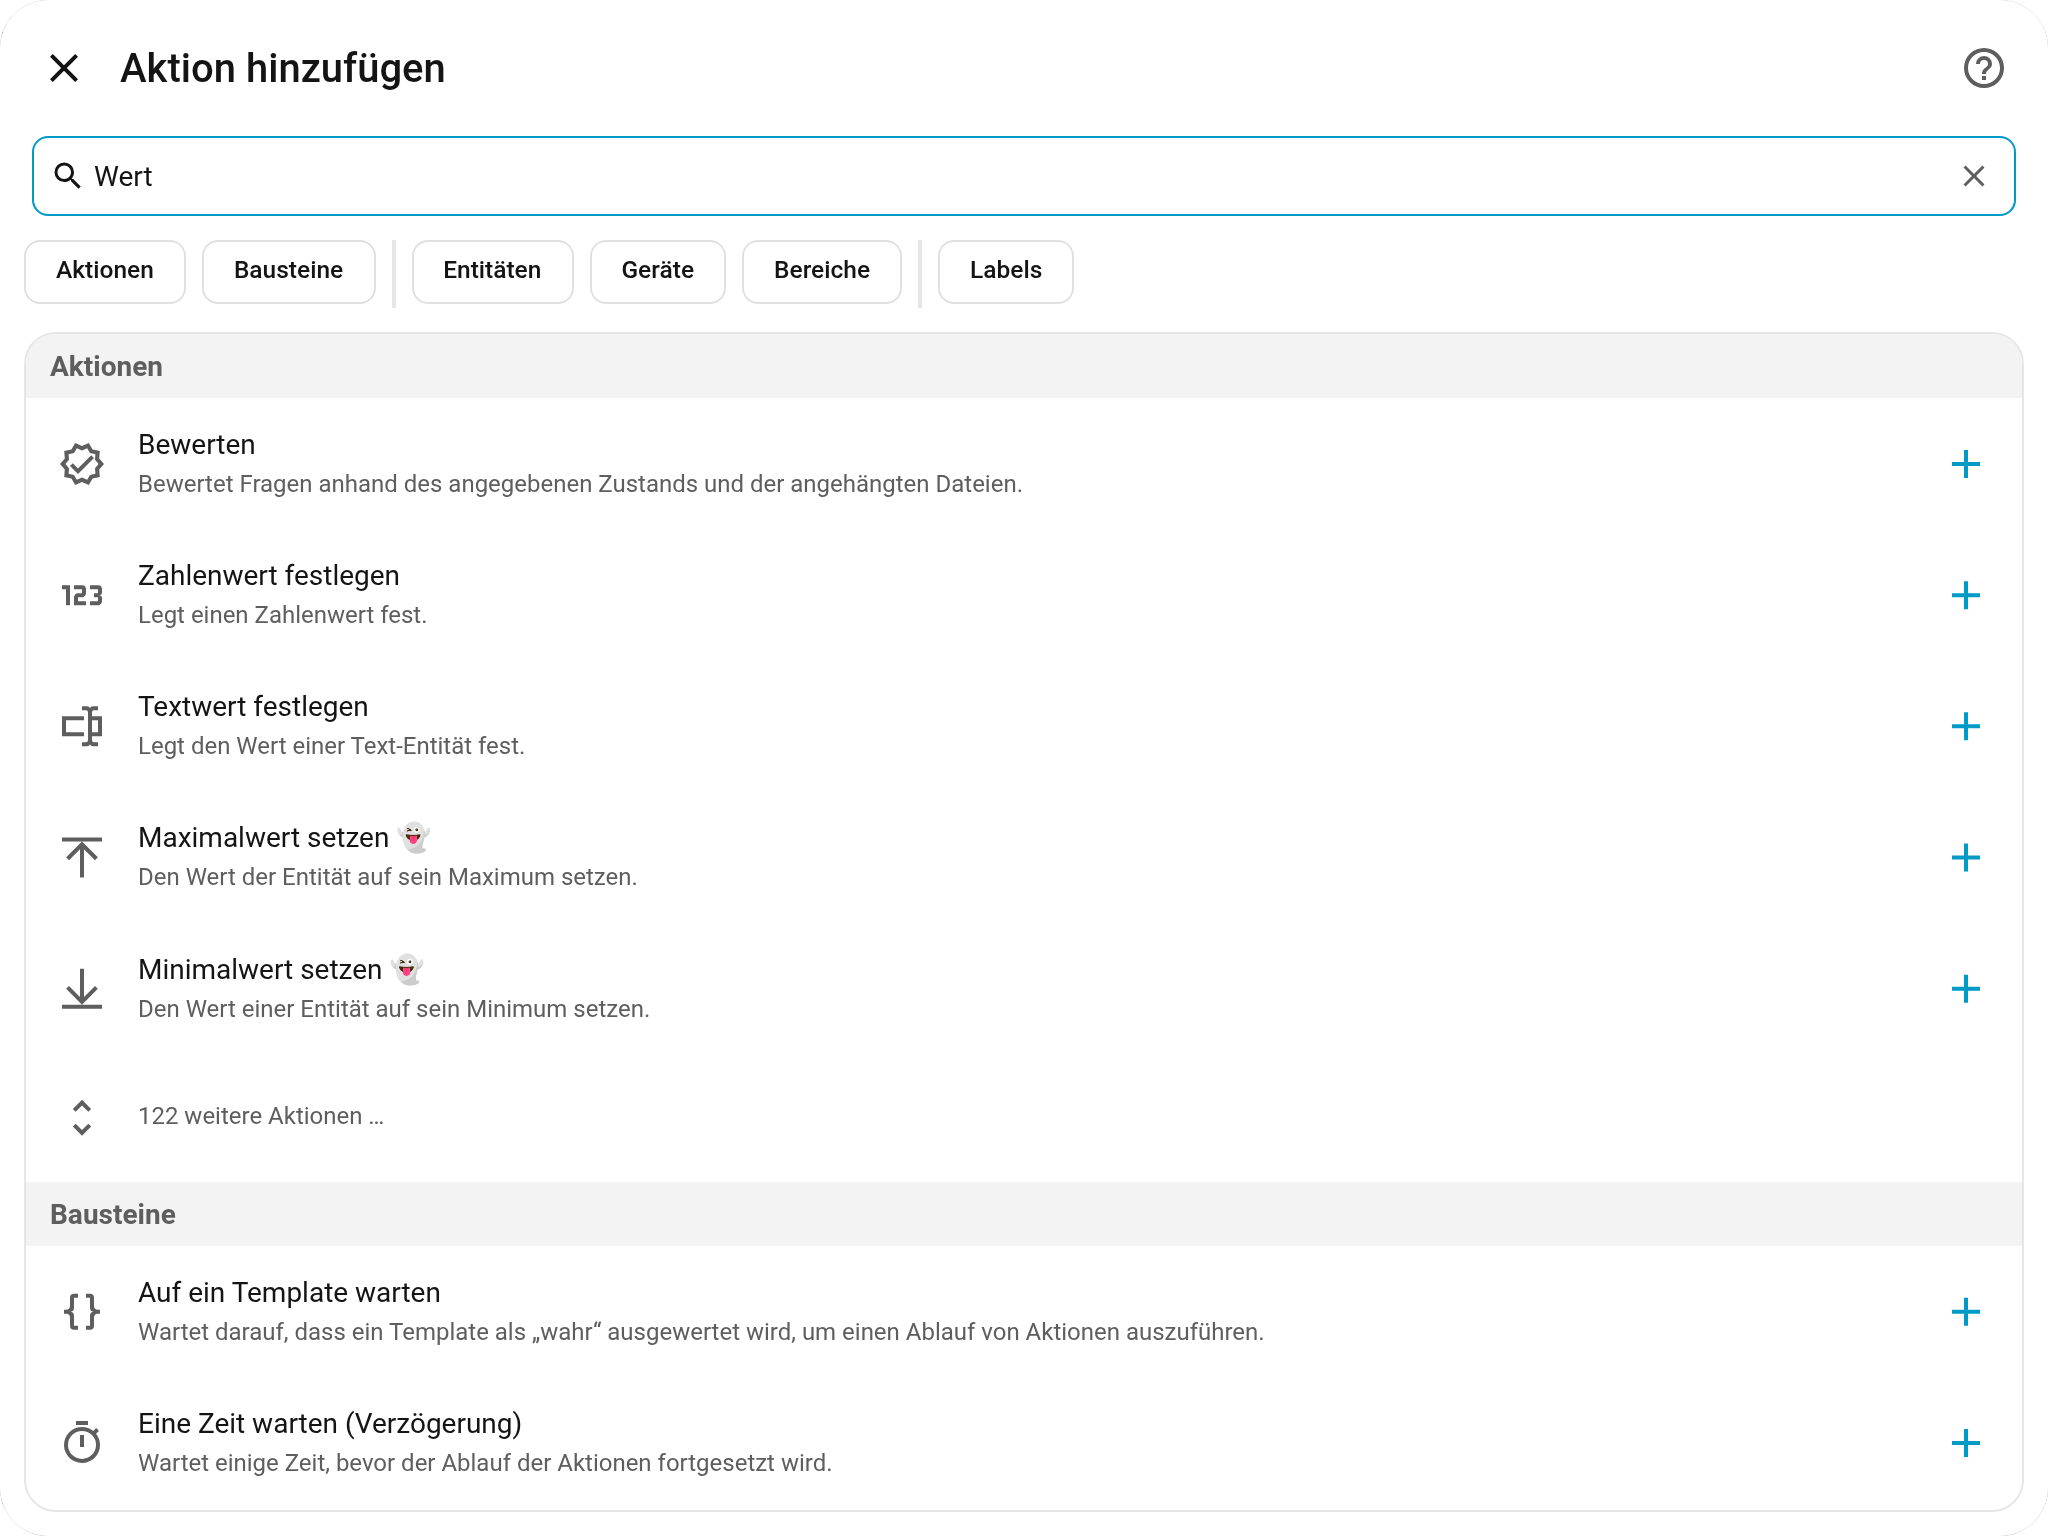 Aktion hinzufügen
Wert
Aktionen
Bausteine
Entitäten
Geräte
Bereiche
Labels
Aktionen
Bewerten
Bewertet Fragen anhand des angegebenen Zustands und der angehängten Dateien.
123
Zahlenwert festlegen
Legt einen Zahlenwert fest.
Textwert festlegen
Legt den Wert einer Text-Entität fest.
Maximalwert setzen 👻
Den Wert der Entität auf sein Maximum setzen.
Minimalwert setzen 👻
Den Wert einer Entität auf sein Minimum setzen.
122 weitere Aktionen …
Bausteine
Auf ein Template warten
Wartet darauf, dass ein Template als „wahr“ ausgewertet wird, um einen Ablauf von Aktionen auszuführen.
Eine Zeit warten (Verzögerung)
Wartet einige Zeit, bevor der Ablauf der Aktionen fortgesetzt wird.